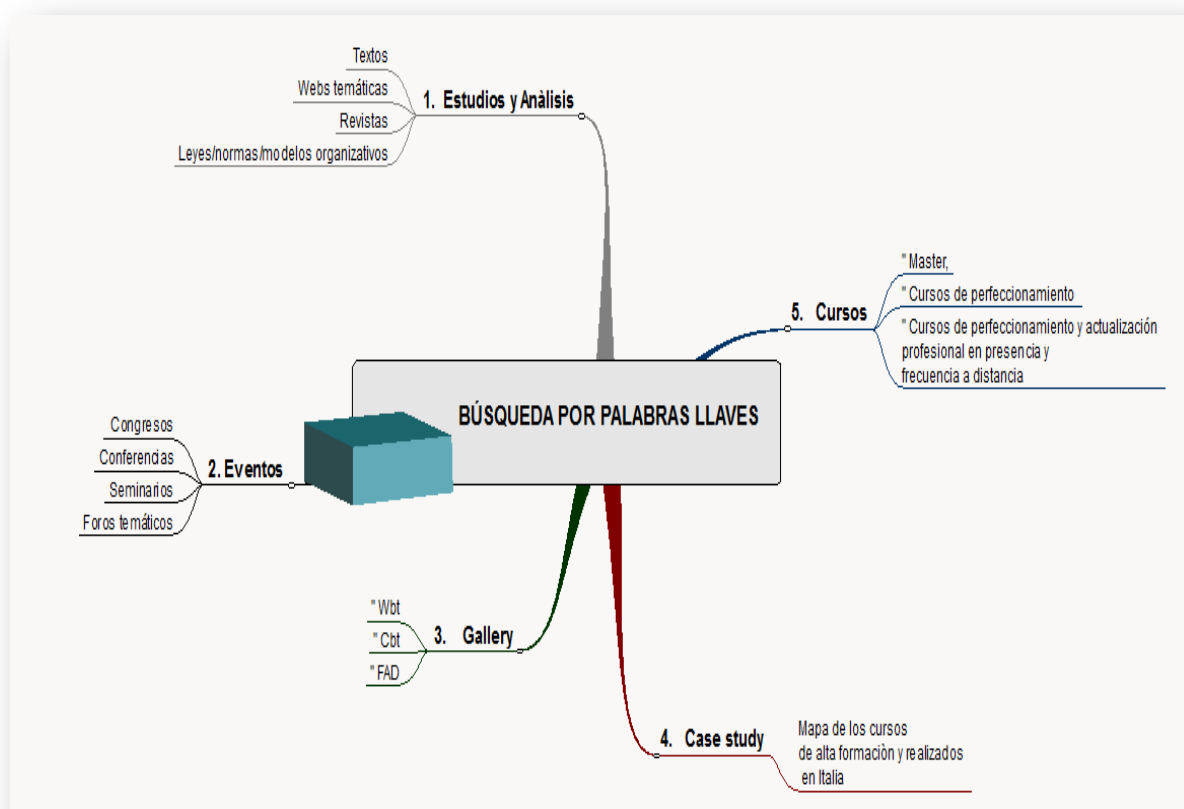 Textos
Webs temáticas
Revistas
Leyes/normas/modelos organizativos
1. Estudios y Anàlisis
" Master,
" Cursos de perfeccionamiento
" Cursos de perfeccionamiento y actualización
profesional en presencia y
frecuencia a distancia
5. Cursos
BÚSQUEDA POR PALABRAS LLAVES
Congresos
Conferencias
Seminarios
Foros temáticos
2. Eventos
" Wbt
" Cbt
" FAD
3. Gallery
4. Case study
Mapa de los cursos
de alta formaciòn y realizados
en Italia